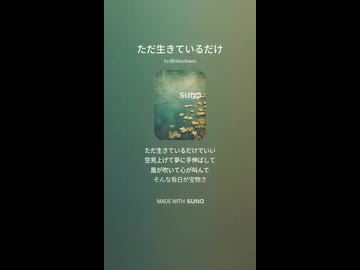 ただ生きているだけ
SUNO
ただ生きているだけでいい
空見上げて夢に手伸ばして
風が吹いて心が叫んで
そんな毎日が宝物さ
MADE WITH SUNO